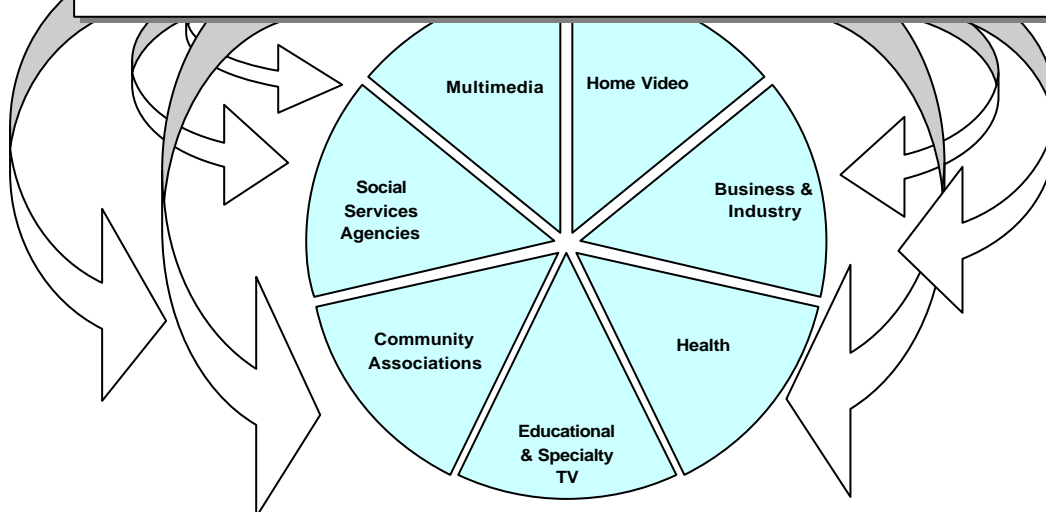 Multimedia
Home Video
Social
Services
Agencies
Business &
Industry
Community
Associations
Health
Educational
& Specialty
TV